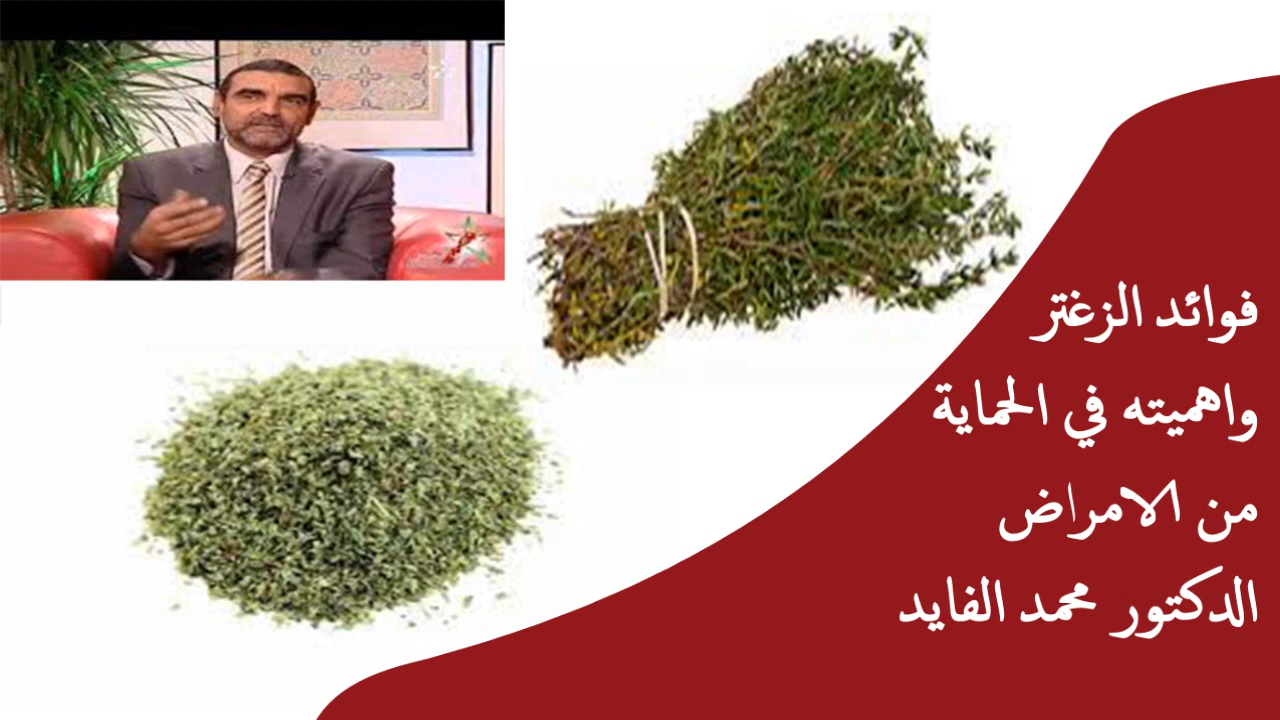 فوائد الزغتر
واهميته في الحماية
من الامراض
الدكتور محمد الفايد